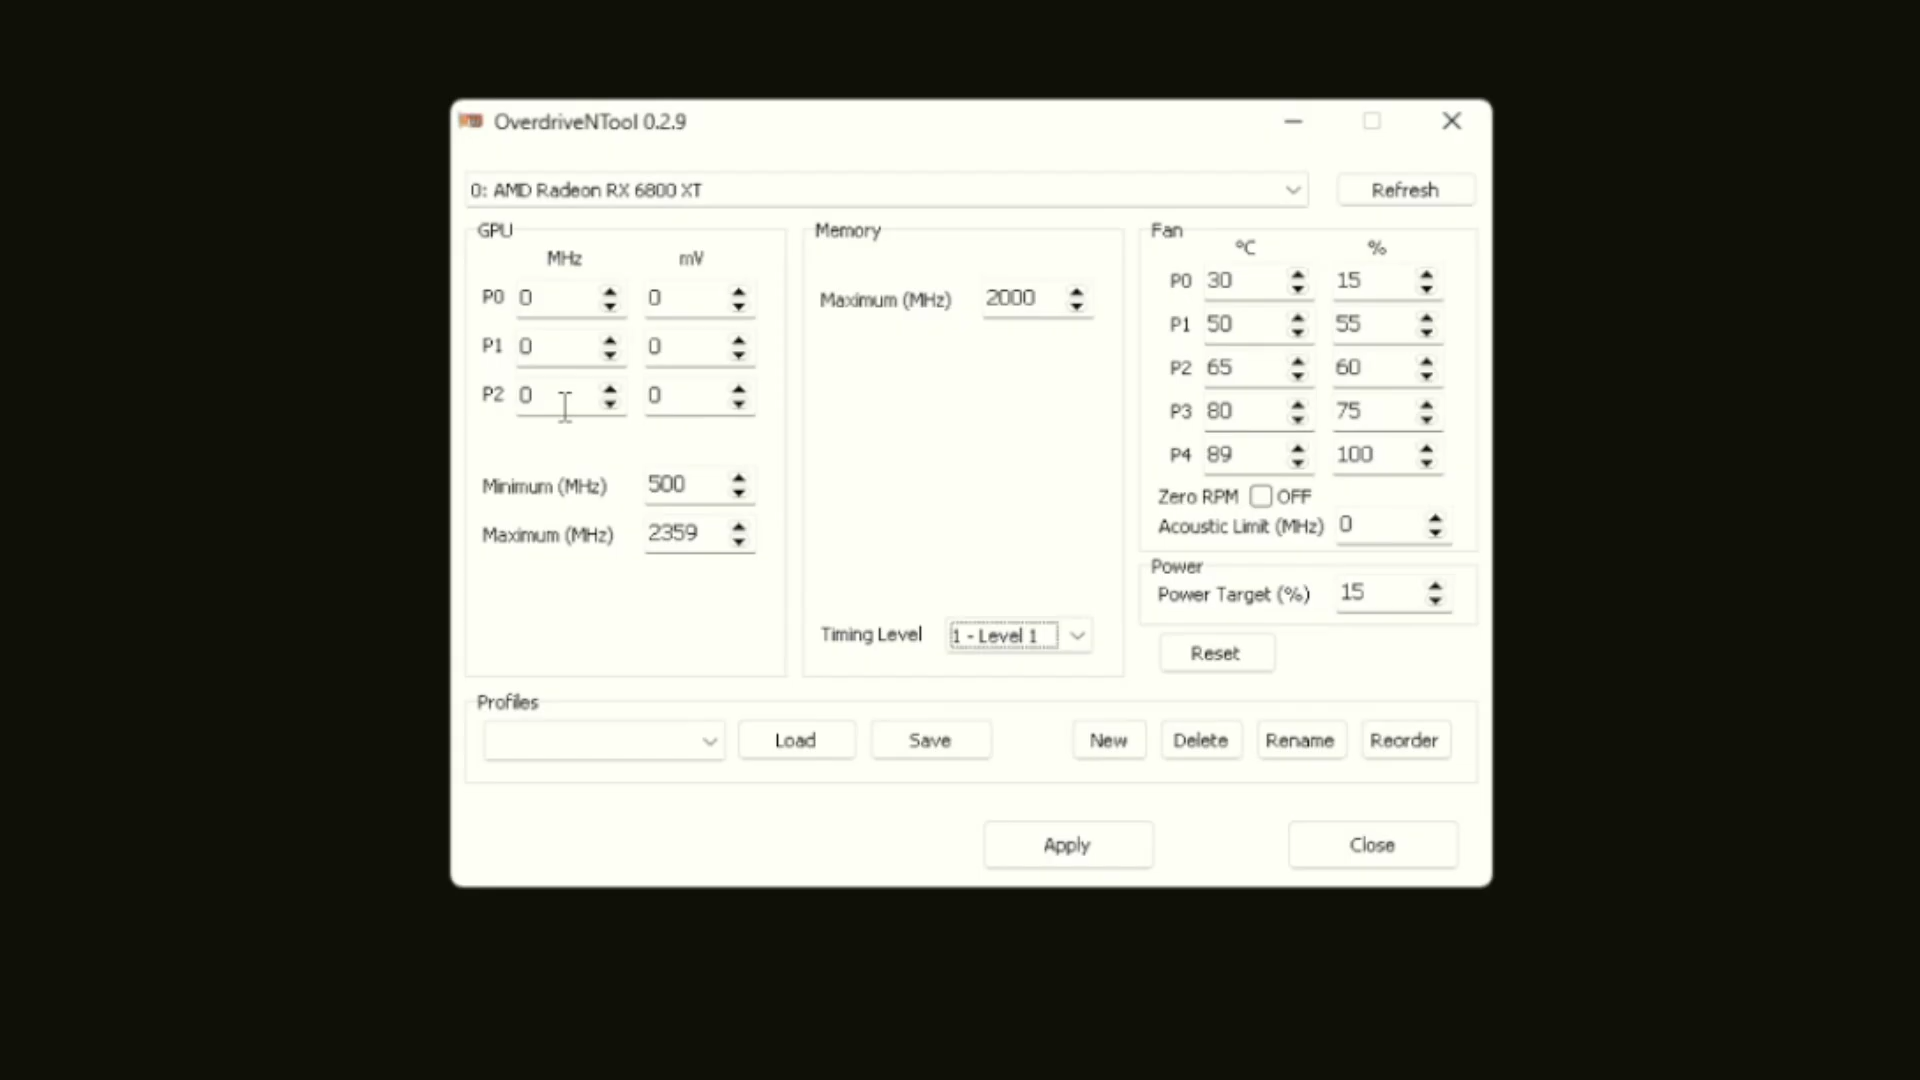 OverdriveNTool 0.2.9
0: AMD Radeon RX 6800 XT
Refresh
GPU
MHz mV
P0 0 0
P1 0 0
P2 0 0
Minimum (MHz) 500
Maximum (MHz) 2359
Memory
Maximum (MHz) 2000
Timing Level 1 - Level 1
Fan
°C %
P0 30 15
P1 50 55
P2 65 60
P3 80 75
P4 89 100
Zero RPM OFF
Acoustic Limit (MHz) 0
Power
Power Target (%) 15
Reset
Profiles
Load Save New Delete Rename Reorder
Apply Close